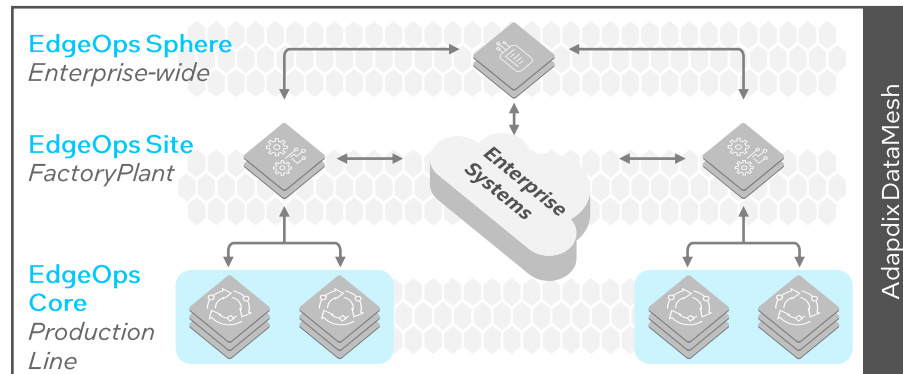 EdgeOps Sphere
Enterprise-wide
EdgeOps Site
FactoryPlant
Enterprise
Systems
EdgeOps
Core
Production
Line
Adapdix DataMesh